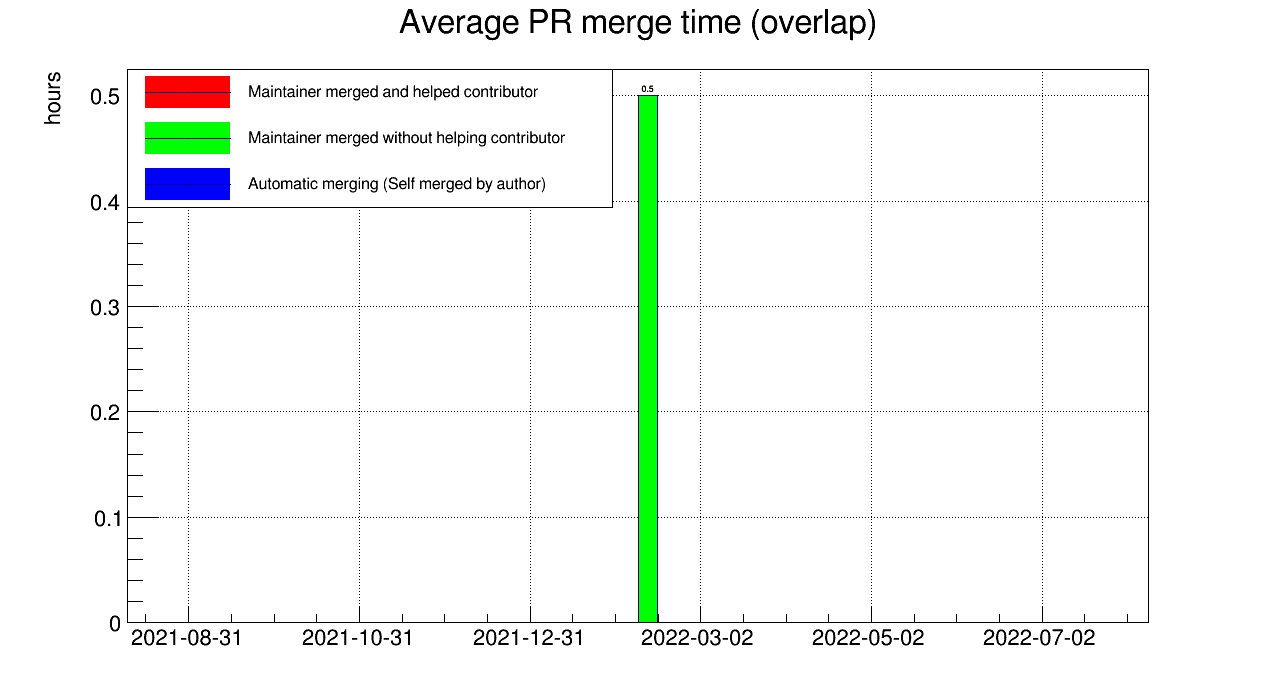 Average PR merge time (overlap)
hours
Maintainer merged and helped contributor
Maintainer merged without helping contributor
Automatic merging (Self merged by author)
0.5
0.5
0.4
0.3
0.2
0.1
0
2021-08-31 2021-10-31 2021-12-31 2022-03-02 2022-05-02 2022-07-02